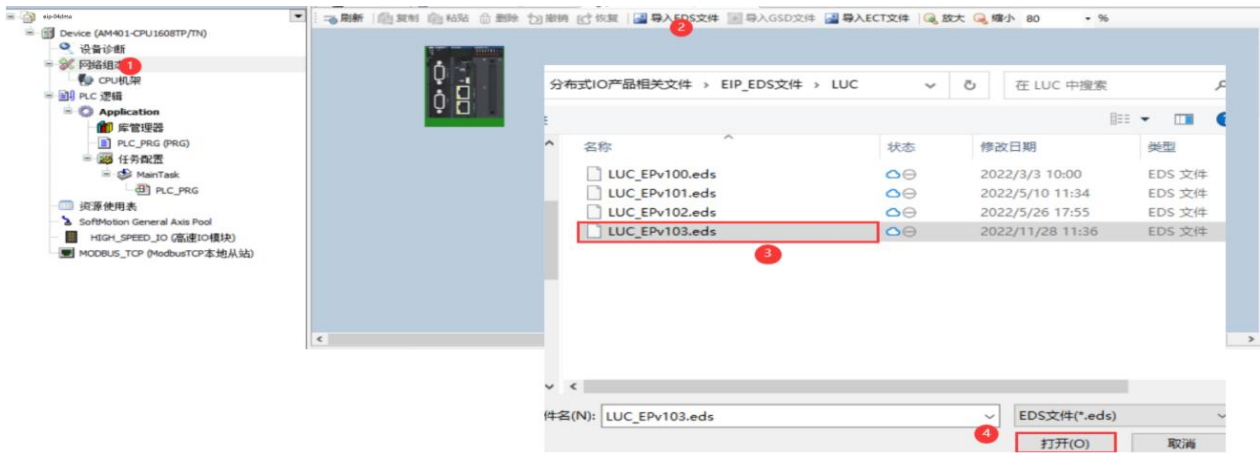 eip04dms
Device (AM401-CPU1608TP/TN)
设备诊断
网络组态
1
CPU机架
PLC 逻辑
Application
库管理器
PLC_PRG (PRG)
任务配置
MainTask
PLC_PRG
资源使用表
SoftMotion General Axis Pool
HIGH_SPEED_IO (高速IO模块)
MODBUS_TCP (ModbusTCP本地从站)
刷新 复制 粘贴 删除 撤销 恢复 导入EDS文件 导入GSD文件 导入ECT文件 放大 缩小 80 %
2
分布式IO产品相关文件 > EIP_EDS文件 > LUC
在 LUC 中搜索
名称 状态 修改日期 类型
LUC_EPv100.eds 2022/3/3 10:00 EDS 文件
LUC_EPv101.eds 2022/5/10 11:34 EDS 文件
LUC_EPv102.eds 2022/5/26 17:55 EDS 文件
LUC_EPv103.eds 2022/11/28 11:36 EDS 文件
3
件名(N): LUC_EPv103.eds EDS文件(*.eds)
4
打开(O) 取消